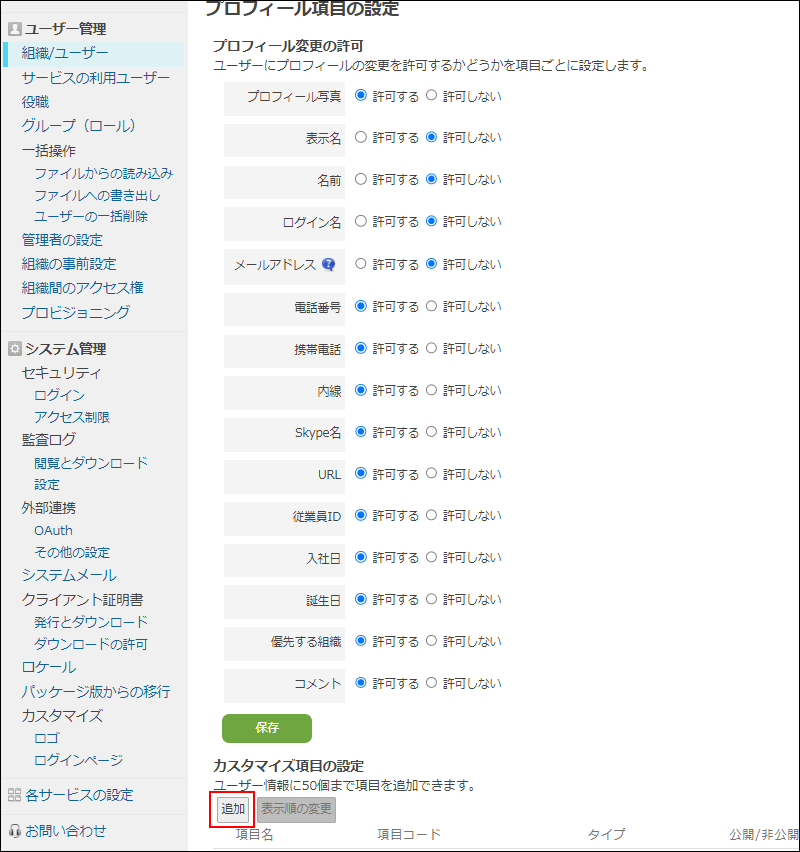 ユーザー管理
組織/ユーザー
サービスの利用ユーザー
役職
グループ（ロール）
一括操作
ファイルからの読み込み
ファイルへの書き出し
ユーザーの一括削除
管理者の設定
組織の事前設定
組織間のアクセス権
プロビジョニング
システム管理
セキュリティ
ログイン
アクセス制限
監査ログ
閲覧とダウンロード
設定
外部連携
OAuth
その他の設定
システムメール
クライアント証明書
発行とダウンロード
ダウンロードの許可
ロケール
パッケージ版からの移行
カスタマイズ
ロゴ
ログインページ
各サービスの設定
お問い合わせ
プロフィール項目の設定
プロフィール変更の許可
ユーザーにプロフィールの変更を許可するかどうかを項目ごとに設定します。
プロフィール写真 許可する 許可しない
表示名 許可する 許可しない
名前 許可する 許可しない
ログイン名 許可する 許可しない
メールアドレス ? 許可する 許可しない
電話番号 許可する 許可しない
携帯電話 許可する 許可しない
内線 許可する 許可しない
Skype名 許可する 許可しない
URL 許可する 許可しない
従業員ID 許可する 許可しない
入社日 許可する 許可しない
誕生日 許可する 許可しない
優先する組織 許可する 許可しない
コメント 許可する 許可しない
保存
カスタマイズ項目の設定
ユーザー情報に50個まで項目を追加できます。
追加 表示順の変更
項目名 項目コード タイプ 公開/非公開